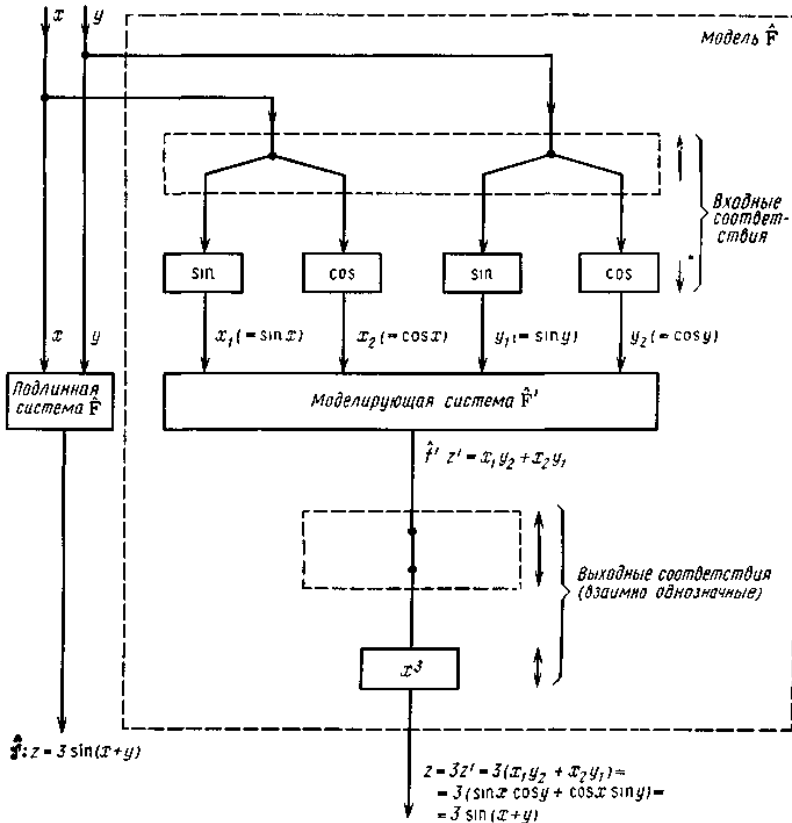 x y
модель F̂
Входные
соответ-
ствия
sin cos sin cos
x₁(=sin x) x₂(=cos x) y₁(=sin y) y₂(=cos y)
x y
Подлинная
система F̂
Моделирующая система F̂'
f̂' z' = x₁y₂ + x₂y₁
Выходные соответствия
(взаимно однозначные)
x³
: z = 3 sin(x+y)
z = 3z' = 3(x₁y₂ + x₂y₁) =
= 3(sin x cos y + cos x sin y) =
= 3 sin(x+y)